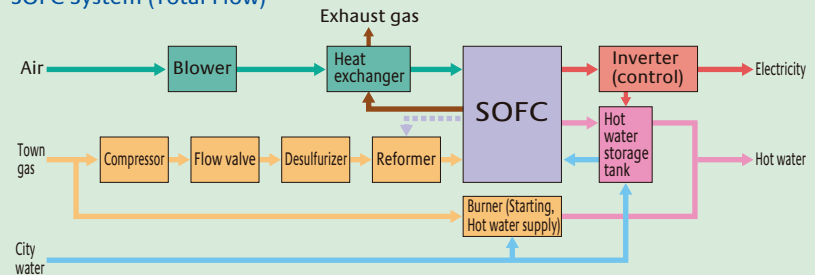 SOFC System (Total Flow)
Exhaust gas
Air
Blower
Heat
exchanger
SOFC
Inverter
(control)
Electricity
Town
gas
Compressor
Flow valve
Desulfurizer
Reformer
Hot
water
storage
tank
Hot water
Burner (Starting,
Hot water supply)
City
water